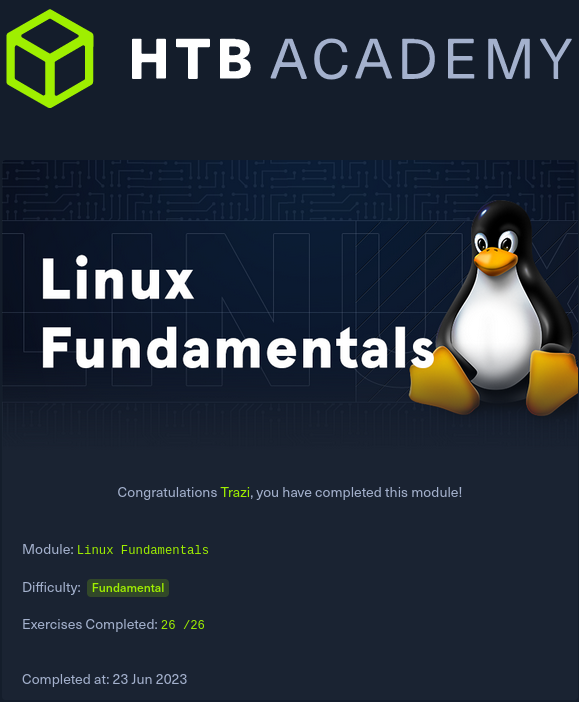 HTB ACADEMY
LINUX
Linux
Fundamentals
Congratulations Trazi, you have completed this module!
Module: Linux Fundamentals
Difficulty: Fundamental
Exercises Completed: 26 /26
Completed at: 23 Jun 2023